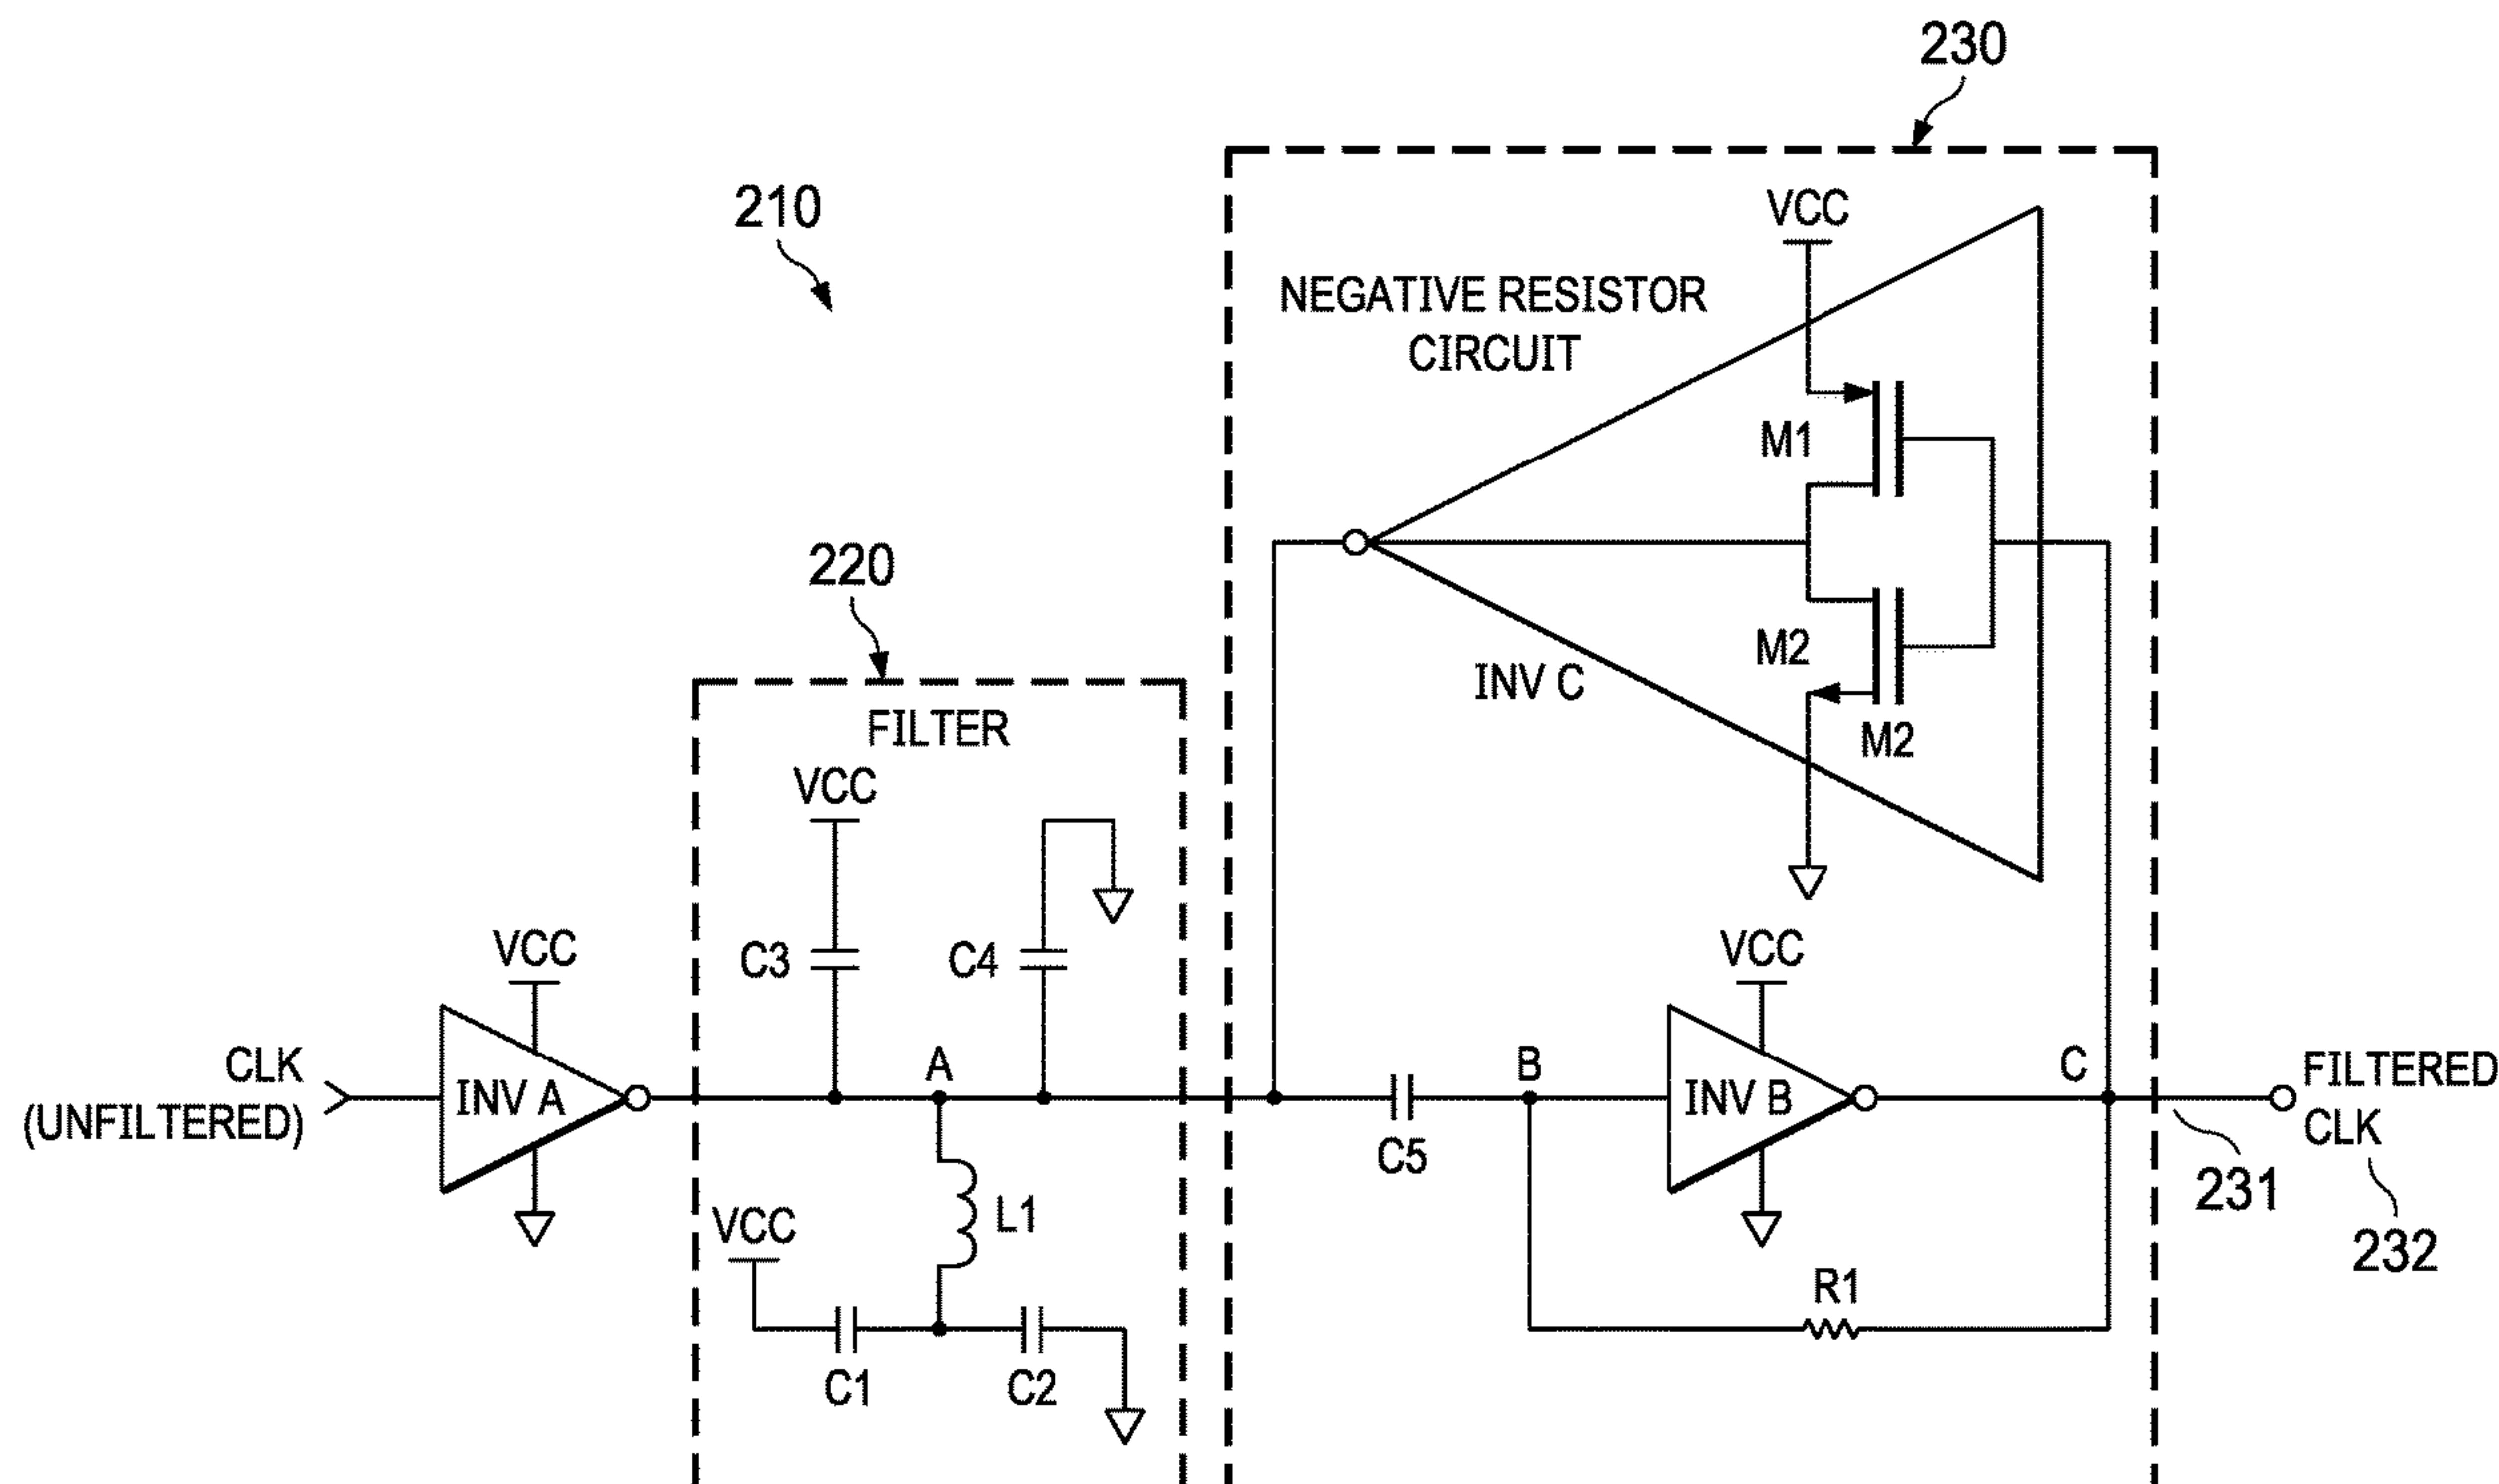 230
210
VCC
NEGATIVE RESISTOR
CIRCUIT
M1
220
M2
INV C
FILTER
M2
VCC
C3
C4
VCC
VCC
CLK
(UNFILTERED)
INV A
A
B
INV B
C
FILTERED
CLK
C5
231
232
VCC
L1
R1
C1
C2